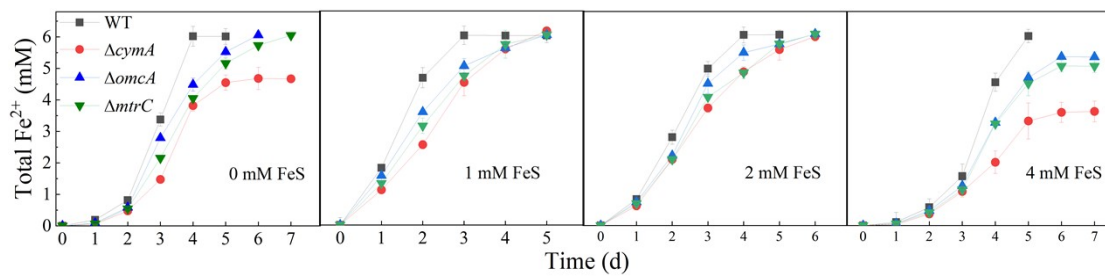 Total Fe²⁺ (mM)
6
5
4
3
2
1
0
WT
ΔcymA
ΔomcA
ΔmtrC
0 mM FeS
1 mM FeS
2 mM FeS
4 mM FeS
0 1 2 3 4 5 6 7
0 1 2 3 4 5
0 1 2 3 4 5 6
0 1 2 3 4 5 6 7
Time (d)